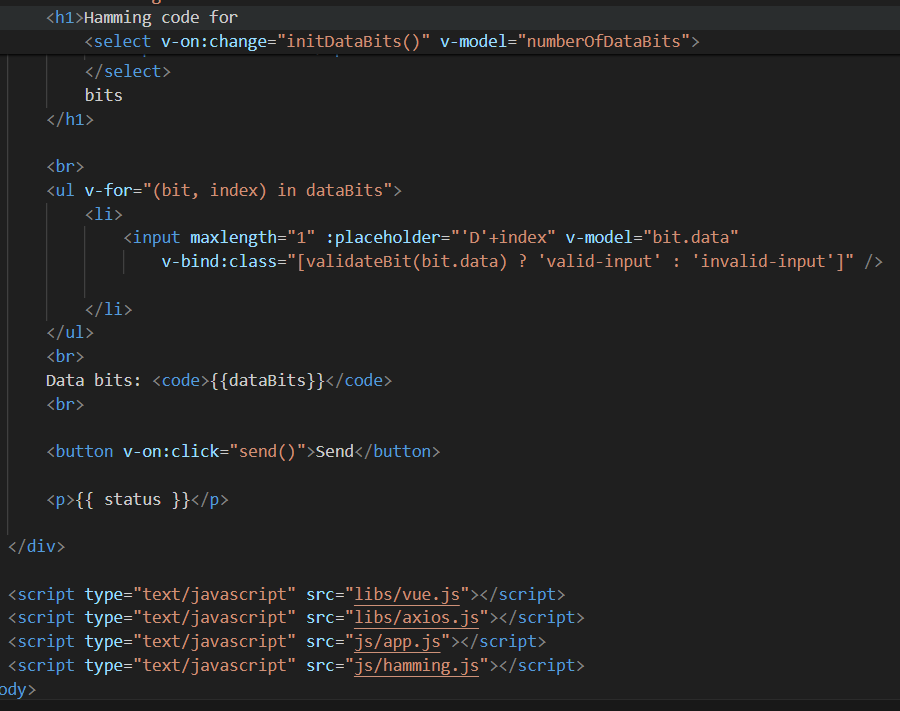 <h1>Hamming code for
<select v-on:change="initDataBits()" v-model="numberOfDataBits">
</select>
bits
</h1>
<br>
<ul v-for="(bit, index) in dataBits">
<li>
<input maxlength="1" :placeholder="'D'+index" v-model="bit.data"
v-bind:class="[validateBit(bit.data) ? 'valid-input' : 'invalid-input']" />
</li>
</ul>
<br>
Data bits: <code>{{dataBits}}</code>
<br>
<button v-on:click="send()">Send</button>
<p>{{ status }}</p>
</div>
<script type="text/javascript" src="libs/vue.js"></script>
<script type="text/javascript" src="libs/axios.js"></script>
<script type="text/javascript" src="js/app.js"></script>
<script type="text/javascript" src="js/hamming.js"></script>
ody>